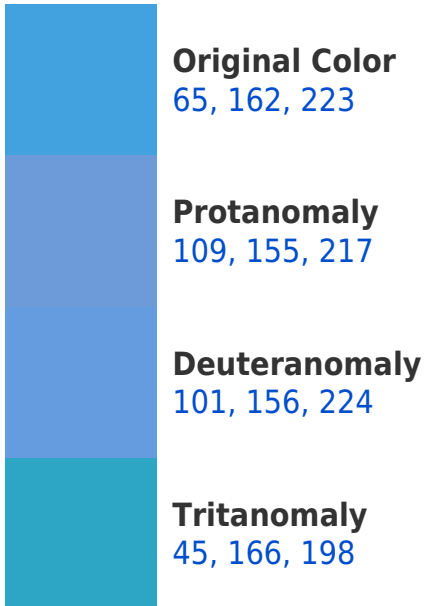 Original Color
65, 162, 223
Protanomaly
109, 155, 217
Deuteranomaly
101, 156, 224
Tritanomaly
45, 166, 198